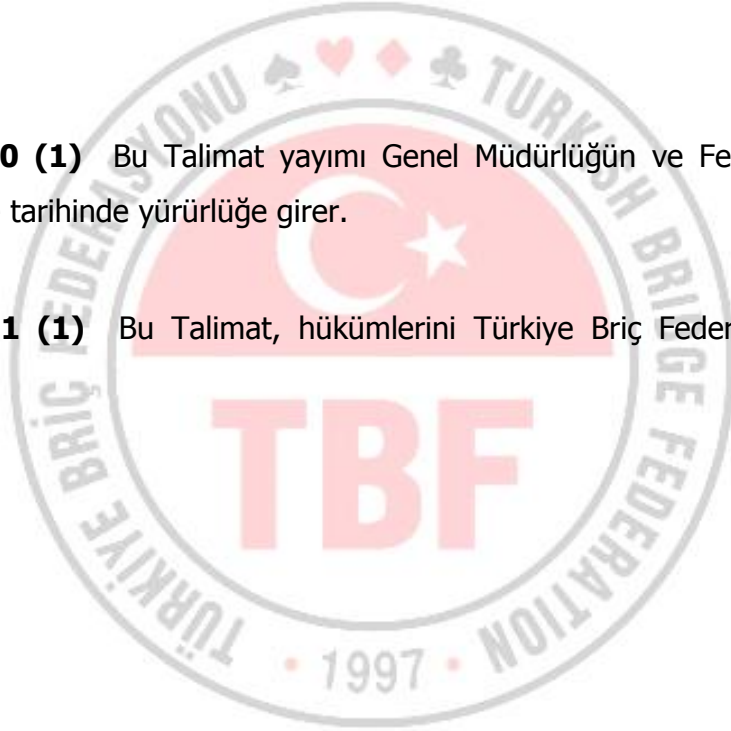 0 (1) Bu Talimat yayımı Genel Müdürlüğün ve Fe
tarihinde yürürlüğe girer.
1 (1) Bu Talimat, hükümlerini Türkiye Briç Feder
TÜRKİYE BRİÇ FEDERASYONU
TURKISH BRIDGE FEDERATION
TBF
1997